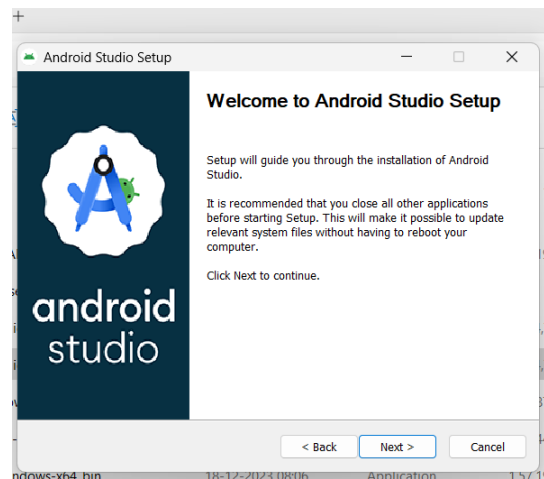 +
Android Studio Setup
Welcome to Android Studio Setup
Setup will guide you through the installation of Android
Studio.
It is recommended that you close all other applications
before starting Setup. This will make it possible to update
relevant system files without having to reboot your
computer.
Click Next to continue.
android
studio
< Back
Next >
Cancel
18-12-2023 08:06 Application